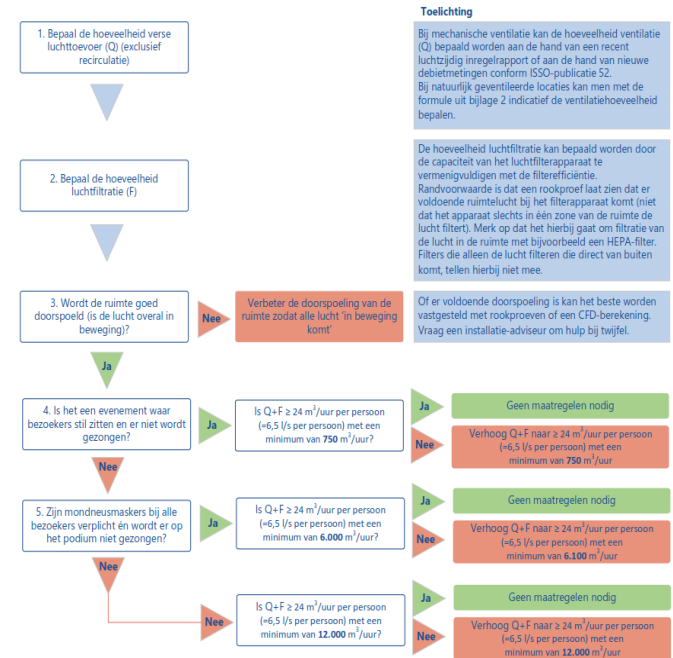 Toelichting
1. Bepaal de hoeveelheid verse
luchttoevoer (Q) (exclusief
recirculatie)
Bij mechanische ventilatie kan de hoeveelheid ventilatie
(Q) bepaald worden aan de hand van een recent
luchtzijdig inregelrapport of aan de hand van nieuwe
debietmetingen conform ISSO-publicatie 52.
Bij natuurlijk geventileerde locaties kan men met de
formule uit bijlage 2 indicatief de ventilatiehoeveelheid
bepalen.
2. Bepaal de hoeveelheid
luchtfiltratie (F)
De hoeveelheid luchtfiltratie kan bepaald worden door
de capaciteit van het luchtfilterapparaat te
vermenigvuldigen met de filterefficiëntie.
Randvoorwaarde is dat een rookproef laat zien dat er
voldoende ruimtelucht bij het filterapparaat komt (niet
dat het apparaat slechts in één zone van de ruimte de
lucht filtert). Merk op dat het hierbij gaat om filtratie van
de lucht in de ruimte met bijvoorbeeld een HEPA-filter.
Filters die alleen de lucht filteren die direct van buiten
komt, tellen hierbij niet mee.
3. Wordt de ruimte goed
doorspoeld (is de lucht overal in
beweging)?
Nee
Verbeter de doorspoeling van de
ruimte zodat alle lucht 'in beweging
komt'
Of er voldoende doorspoeling is kan het beste worden
vastgesteld met rookproeven of een CFD-berekening.
Vraag een installatie-adviseur om hulp bij twijfel.
Ja
4. Is het een evenement waar
bezoekers stil zitten en er niet wordt
gezongen?
Ja
Is Q+F ≥ 24 m³/uur per persoon
(=6,5 l/s per persoon) met een
minimum van 750 m³/uur?
Ja
Geen maatregelen nodig
Nee
Verhoog Q+F naar ≥ 24 m³/uur per persoon
(=6,5 l/s per persoon) met een
minimum van 750 m³/uur
Nee
5. Zijn mondneusmaskers bij alle
bezoekers verplicht én wordt er op
het podium niet gezongen?
Ja
Is Q+F ≥ 24 m³/uur per persoon
(=6,5 l/s per persoon) met een
minimum van 6.000 m³/uur?
Ja
Geen maatregelen nodig
Nee
Verhoog Q+F naar ≥ 24 m³/uur per persoon
(=6,5 l/s per persoon) met een
minimum van 6.100 m³/uur
Nee
Nee
Is Q+F ≥ 24 m³/uur per persoon
(=6,5 l/s per persoon) met een
minimum van 12.000 m³/uur?
Ja
Geen maatregelen nodig
Nee
Verhoog Q+F naar ≥ 24 m³/uur per persoon
(=6,5 l/s per persoon) met een
minimum van 12.000 m³/uur